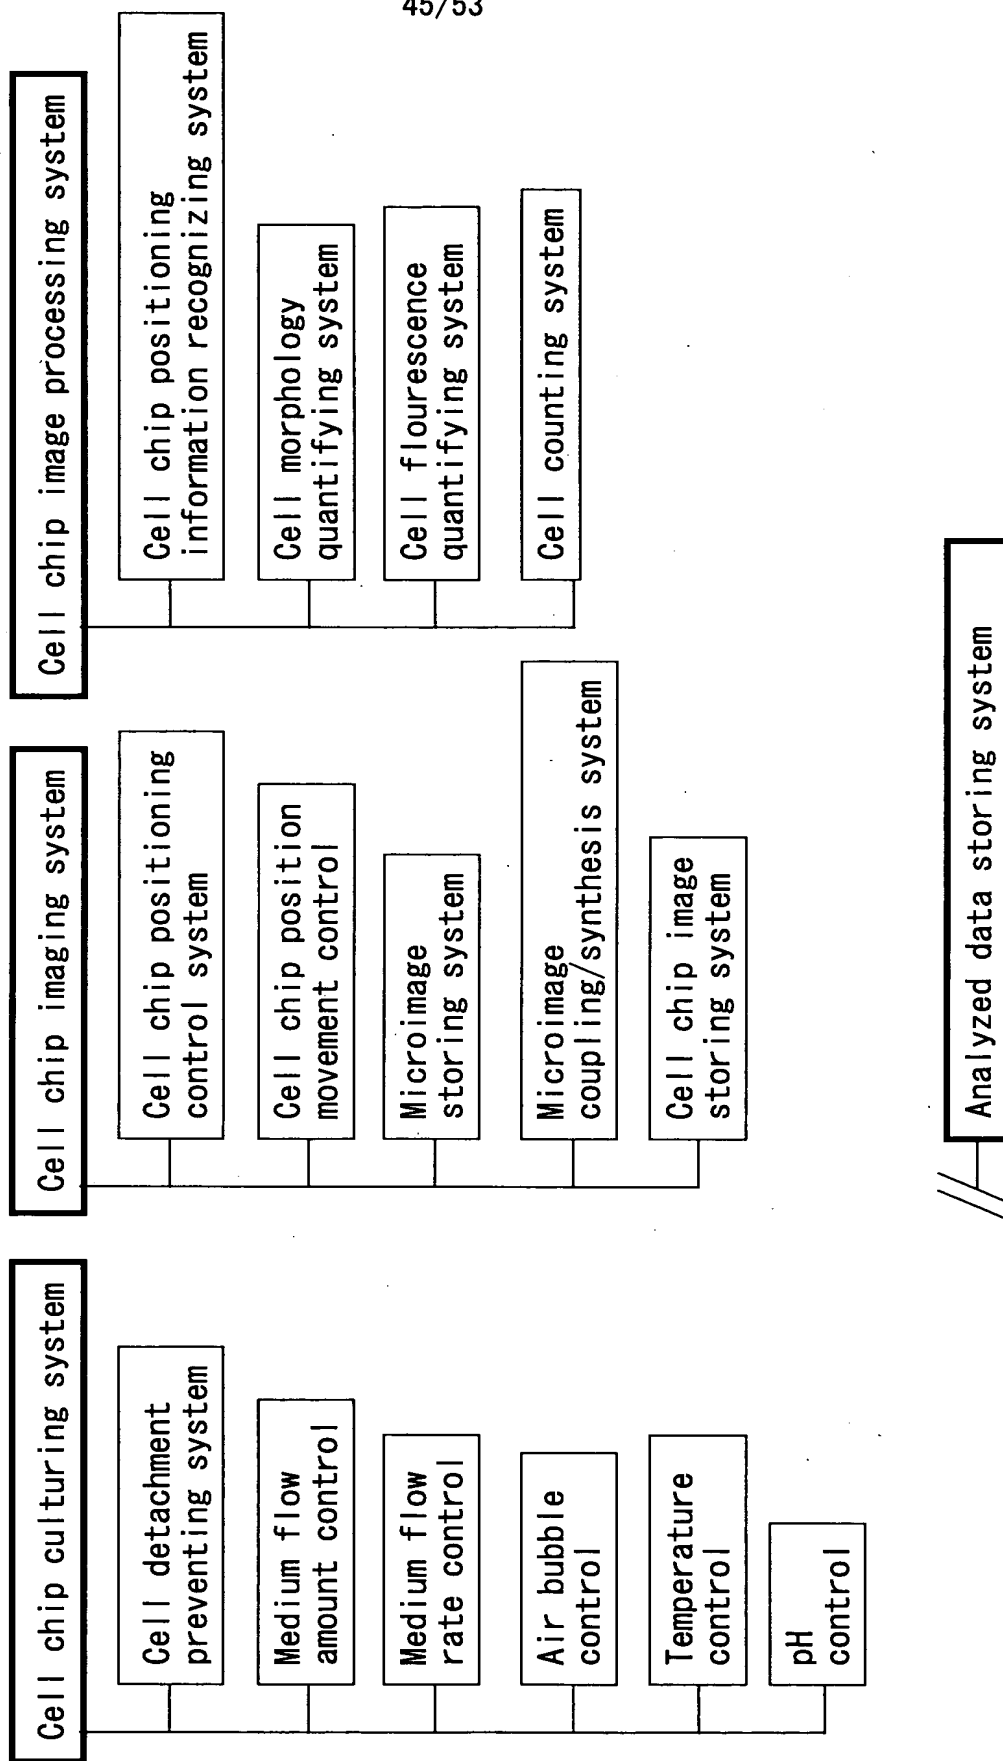 45/53
Cell chip culturing system
Cell detachment
preventing system
Medium flow
amount control
Medium flow
rate control
Air bubble
control
Temperature
control
pH
control
Cell chip imaging system
Cell chip positioning
control system
Cell chip position
movement control
Microimage
storing system
Microimage
coupling/synthesis system
Cell chip image
storing system
Cell chip image processing system
Cell chip positioning
information recognizing system
Cell morphology
quantifying system
Cell flourescence
quantifying system
Cell counting system
Analyzed data storing system